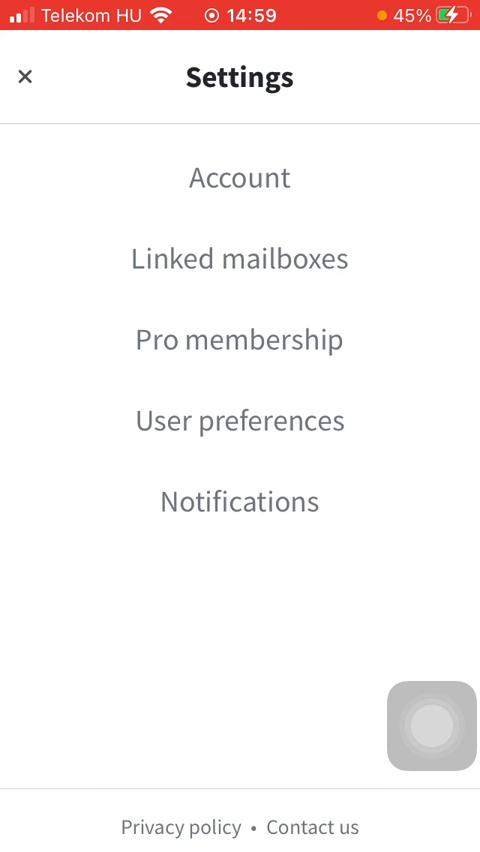 Telekom HU 14:59 45%
× Settings
Account
Linked mailboxes
Pro membership
User preferences
Notifications
Privacy policy • Contact us